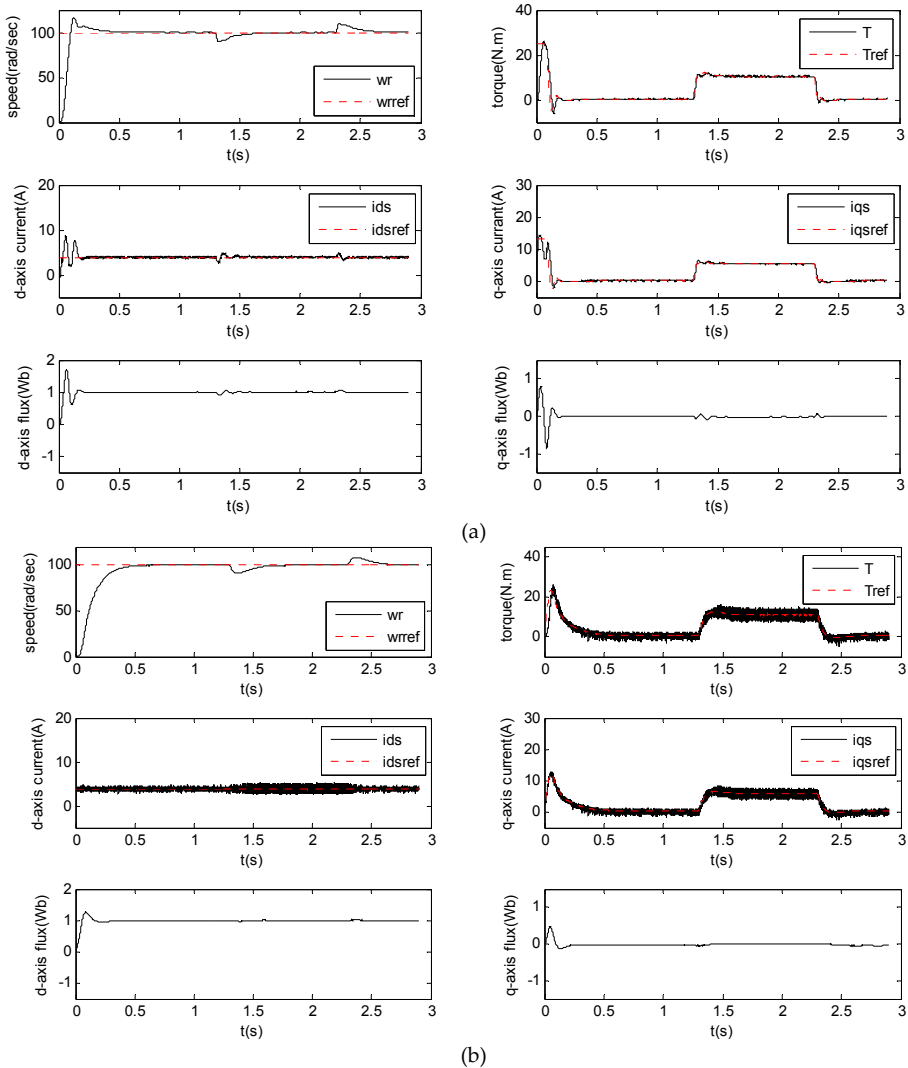 speed(rad/sec)
100
50
0
0 0.5 1 1.5 2 2.5 3
t(s)
wr
wrref
torque(N.m)
40
20
0
0 0.5 1 1.5 2 2.5 3
t(s)
T
Tref
d-axis current(A)
20
10
0
0 0.5 1 1.5 2 2.5 3
t(s)
ids
idsref
q-axis currant(A)
30
20
10
0
0 0.5 1 1.5 2 2.5 3
t(s)
iqs
iqsref
d-axis flux(Wb)
2
1
0
-1
0 0.5 1 1.5 2 2.5 3
t(s)
q-axis flux(Wb)
1
0
-1
0 0.5 1 1.5 2 2.5 3
t(s)
(a)
speed(rad/sec)
100
50
0
0 0.5 1 1.5 2 2.5 3
t(s)
wr
wrref
torque(N.m)
40
20
0
0 0.5 1 1.5 2 2.5 3
t(s)
T
Tref
d-axis current(A)
20
10
0
0 0.5 1 1.5 2 2.5 3
t(s)
ids
idsref
q-axis current(A)
30
20
10
0
0 0.5 1 1.5 2 2.5 3
t(s)
iqs
iqsref
d-axis flux(Wb)
2
1
0
-1
0 0.5 1 1.5 2 2.5 3
t(s)
q-axis flux(Wb)
1
0
-1
0 0.5 1 1.5 2 2.5 3
t(s)
(b)